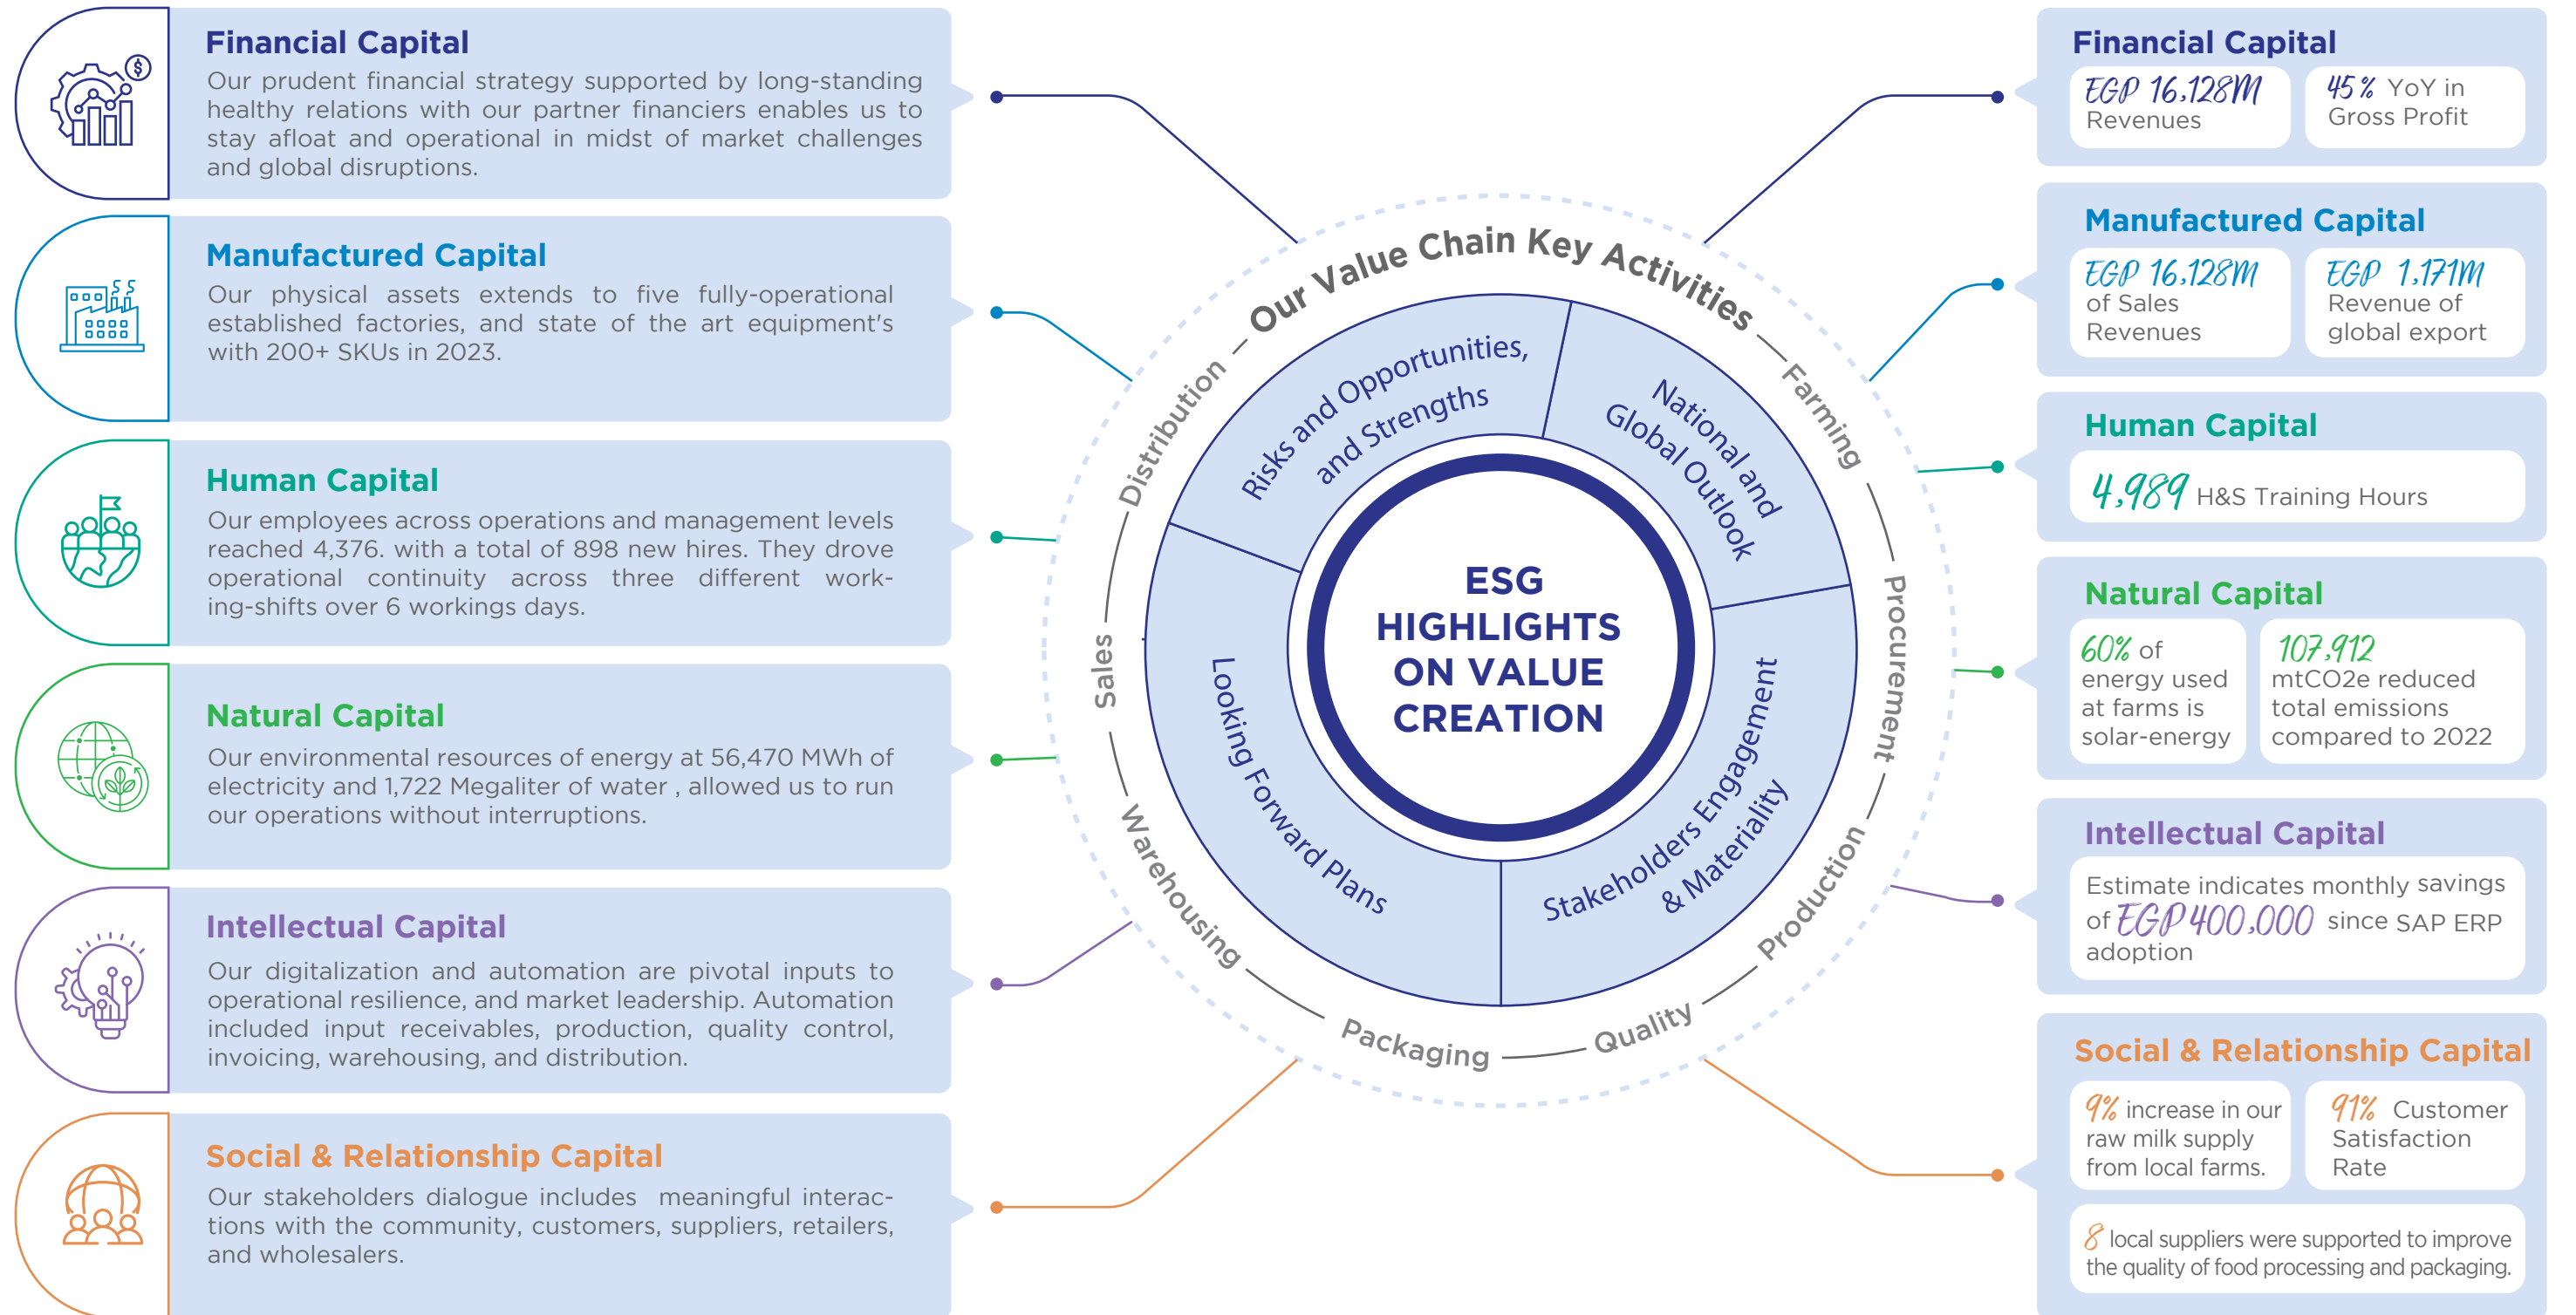 Financial Capital
Our prudent financial strategy supported by long-standing
healthy relations with our partner financiers enables us to
stay afloat and operational in midst of market challenges
and global disruptions.
Manufactured Capital
Our physical assets extends to five fully-operational
established factories, and state of the art equipment's
with 200+ SKUs in 2023.
Human Capital
Our employees across operations and management levels
reached 4,376. with a total of 898 new hires. They drove
operational continuity across three different work-
ing-shifts over 6 workings days.
Natural Capital
Our environmental resources of energy at 56,470 MWh of
electricity and 1,722 Megaliter of water , allowed us to run
our operations without interruptions.
Intellectual Capital
Our digitalization and automation are pivotal inputs to
operational resilience, and market leadership. Automation
included input receivables, production, quality control,
invoicing, warehousing, and distribution.
Social & Relationship Capital
Our stakeholders dialogue includes meaningful interac-
tions with the community, customers, suppliers, retailers,
and wholesalers.
Our Value Chain Key Activities
Farming
Procurement
Production
Quality
Packaging
Warehousing
Sales
Distribution
Risks and Opportunities,
and Strengths
National and
Global Outlook
Stakeholders Engagement
& Materiality
Looking Forward Plans
ESG
HIGHLIGHTS
ON VALUE
CREATION
Financial Capital
EGP 16,128M
Revenues
45% YoY in
Gross Profit
Manufactured Capital
EGP 16,128M
of Sales
Revenues
EGP 1,171M
Revenue of
global export
Human Capital
4,989 H&S Training Hours
Natural Capital
60% of
energy used
at farms is
solar-energy
107,912
mtCO2e reduced
total emissions
compared to 2022
Intellectual Capital
Estimate indicates monthly savings
of EGP 400,000 since SAP ERP
adoption
Social & Relationship Capital
9% increase in our
raw milk supply
from local farms.
91% Customer
Satisfaction
Rate
8 local suppliers were supported to improve
the quality of food processing and packaging.